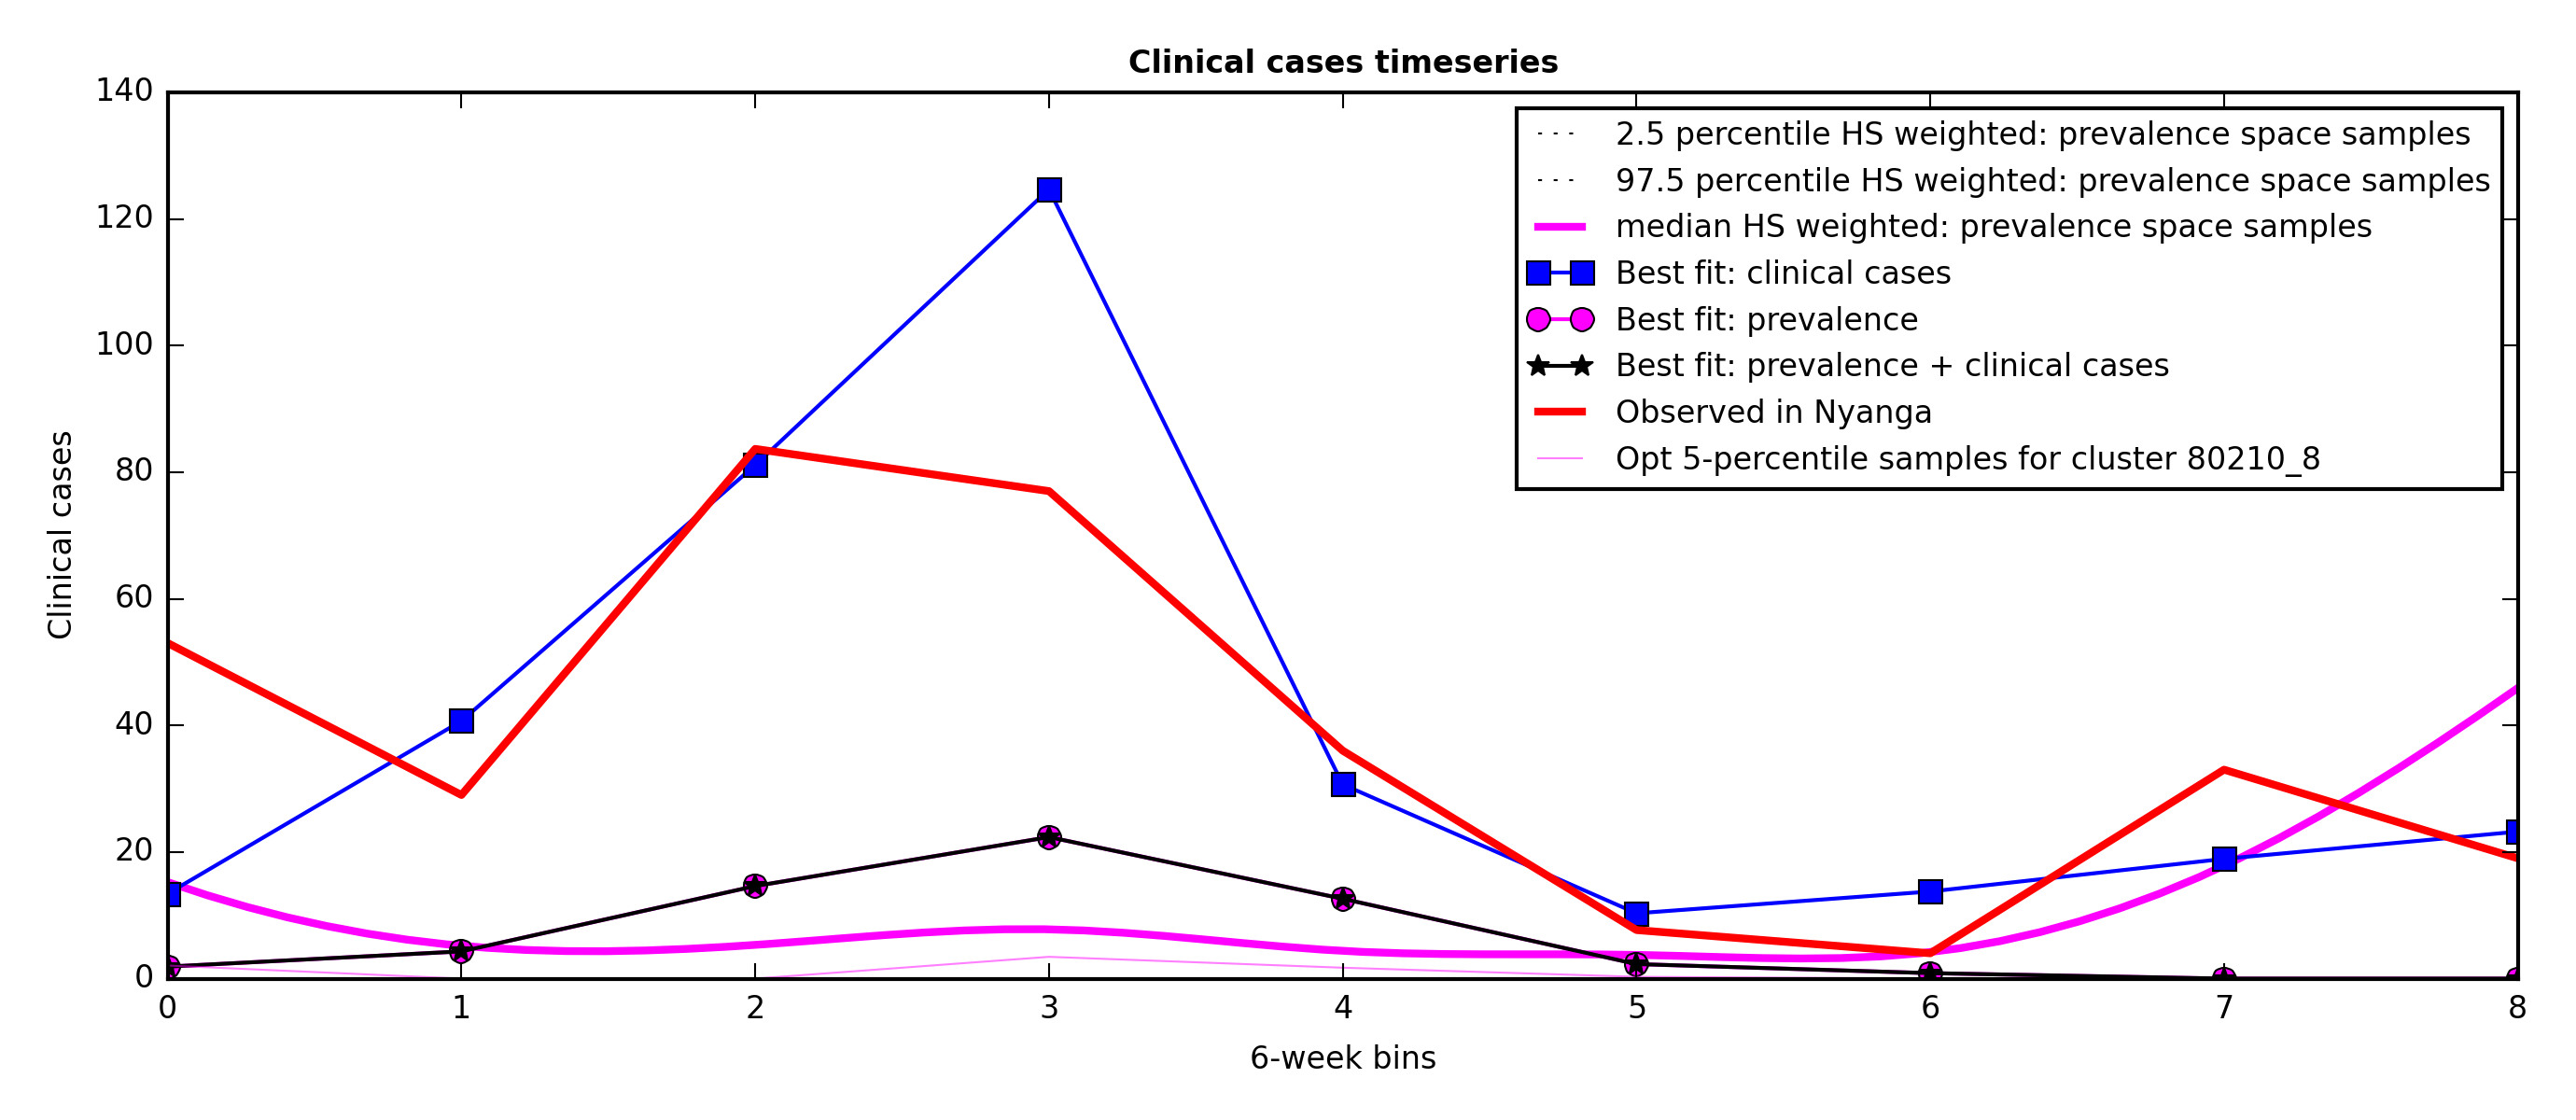 Clinical cases timeseries
140
120
100
80
60
40
20
0
Clinical cases
2.5 percentile HS weighted: prevalence space samples
97.5 percentile HS weighted: prevalence space samples
median HS weighted: prevalence space samples
Best fit: clinical cases
Best fit: prevalence
Best fit: prevalence + clinical cases
Observed in Nyanga
Opt 5-percentile samples for cluster 80210_8
0 1 2 3 4 5 6 7 8
6-week bins